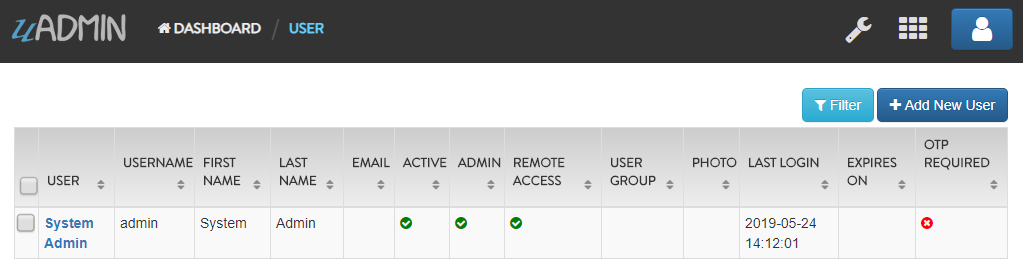 uADMIN DASHBOARD / USER
Filter + Add New User
USER USERNAME FIRST NAME LAST NAME EMAIL ACTIVE ADMIN REMOTE ACCESS USER GROUP PHOTO LAST LOGIN EXPIRES ON OTP REQUIRED
System Admin admin System Admin 2019-05-24 14:12:01